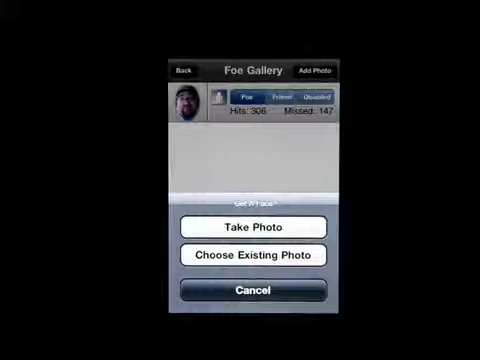 Back Foe Gallery Add Photo
Foe Friend Disabled
Hits: 306 Missed: 147
Get A Face!
Take Photo
Choose Existing Photo
Cancel